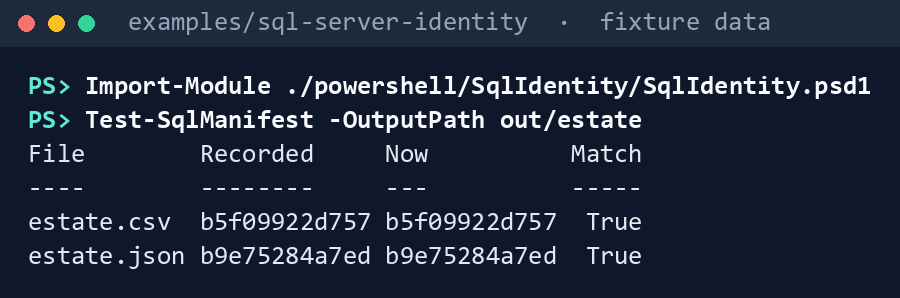 examples/sql-server-identity · fixture data
PS> Import-Module ./powershell/SqlIdentity/SqlIdentity.psd1
PS> Test-SqlManifest -OutputPath out/estate
File        Recorded     Now          Match
----        --------     ---          -----
estate.csv  b5f09922d757 b5f09922d757  True
estate.json b9e75284a7ed b9e75284a7ed  True